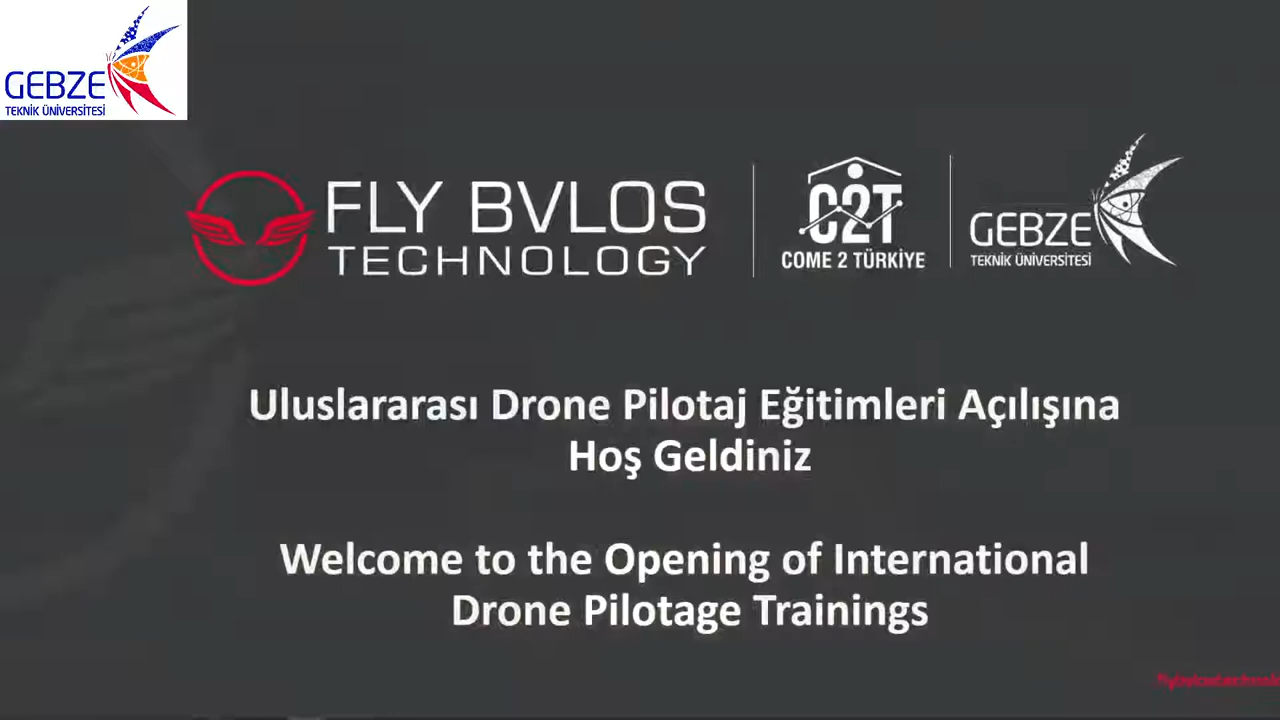 GEBZE
TEKNİK ÜNİVERSİTESİ
FLY BVLOS
TECHNOLOGY
C2T
COME 2 TÜRKİYE
GEBZE
TEKNİK ÜNİVERSİTESİ
Uluslararası Drone Pilotaj Eğitimleri Açılışına
Hoş Geldiniz
Welcome to the Opening of International
Drone Pilotage Trainings